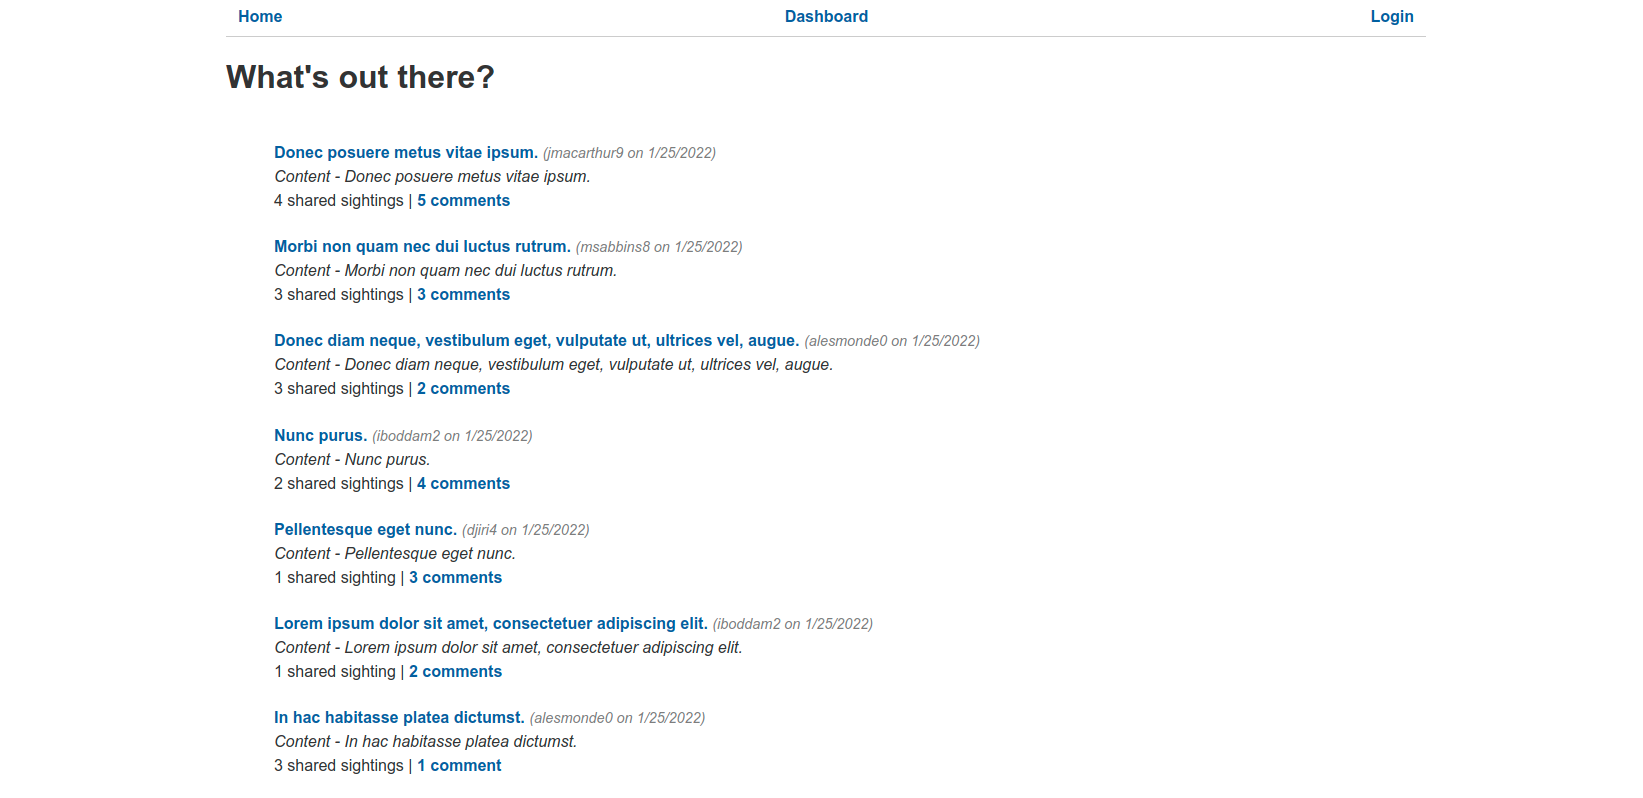 Home Dashboard Login
What's out there?
Donec posuere metus vitae ipsum. (jmacarthur9 on 1/25/2022)
Content - Donec posuere metus vitae ipsum.
4 shared sightings | 5 comments
Morbi non quam nec dui luctus rutrum. (msabbins8 on 1/25/2022)
Content - Morbi non quam nec dui luctus rutrum.
3 shared sightings | 3 comments
Donec diam neque, vestibulum eget, vulputate ut, ultrices vel, augue. (alesmonde0 on 1/25/2022)
Content - Donec diam neque, vestibulum eget, vulputate ut, ultrices vel, augue.
3 shared sightings | 2 comments
Nunc purus. (iboddam2 on 1/25/2022)
Content - Nunc purus.
2 shared sightings | 4 comments
Pellentesque eget nunc. (djiri4 on 1/25/2022)
Content - Pellentesque eget nunc.
1 shared sighting | 3 comments
Lorem ipsum dolor sit amet, consectetuer adipiscing elit. (iboddam2 on 1/25/2022)
Content - Lorem ipsum dolor sit amet, consectetuer adipiscing elit.
1 shared sighting | 2 comments
In hac habitasse platea dictumst. (alesmonde0 on 1/25/2022)
Content - In hac habitasse platea dictumst.
3 shared sightings | 1 comment